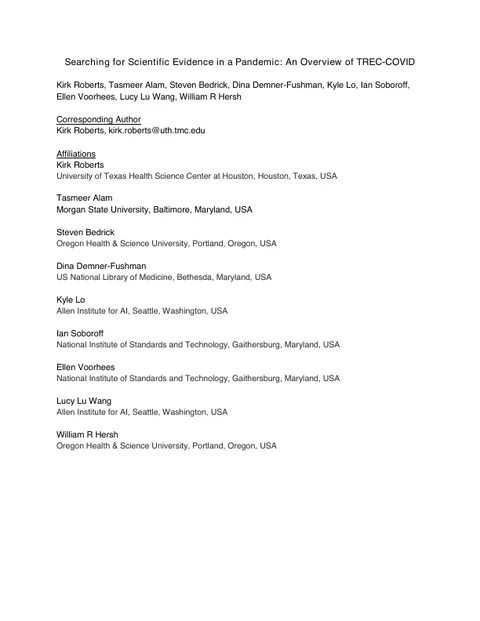 Searching for Scientific Evidence in a Pandemic: An Overview of TREC-COVID
Kirk Roberts, Tasmeer Alam, Steven Bedrick, Dina Demner-Fushman, Kyle Lo, Ian Soboroff,
Ellen Voorhees, Lucy Lu Wang, William R Hersh
Corresponding Author
Kirk Roberts, kirk.roberts@uth.tmc.edu
Affiliations
Kirk Roberts
University of Texas Health Science Center at Houston, Houston, Texas, USA
Tasmeer Alam
Morgan State University, Baltimore, Maryland, USA
Steven Bedrick
Oregon Health & Science University, Portland, Oregon, USA
Dina Demner-Fushman
US National Library of Medicine, Bethesda, Maryland, USA
Kyle Lo
Allen Institute for AI, Seattle, Washington, USA
Ian Soboroff
National Institute of Standards and Technology, Gaithersburg, Maryland, USA
Ellen Voorhees
National Institute of Standards and Technology, Gaithersburg, Maryland, USA
Lucy Lu Wang
Allen Institute for AI, Seattle, Washington, USA
William R Hersh
Oregon Health & Science University, Portland, Oregon, USA